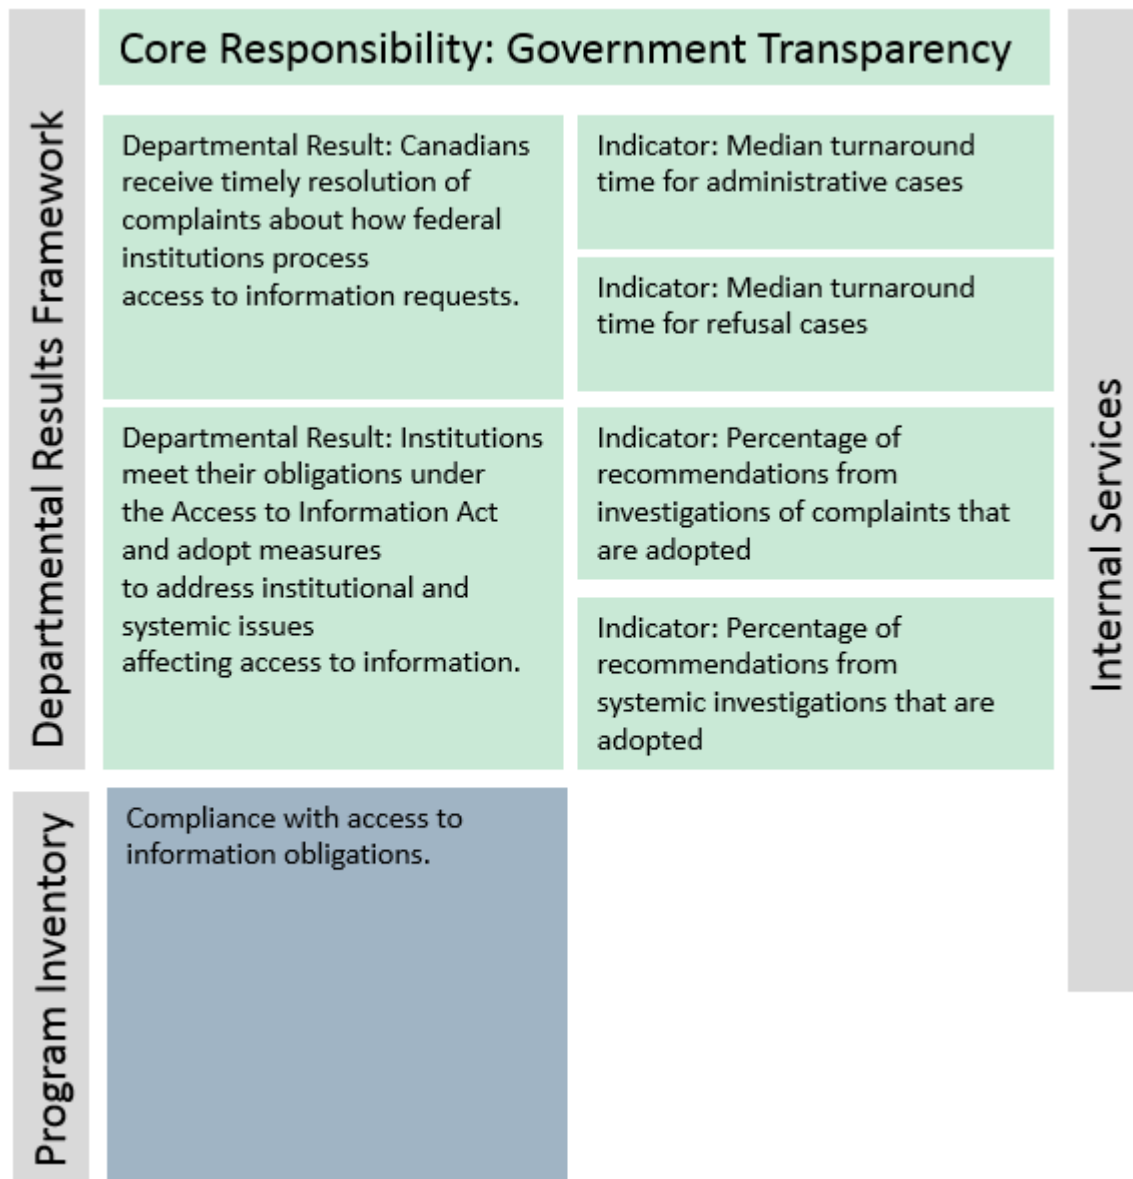 Core Responsibility: Government Transparency
Departmental Results Framework
Departmental Result: Canadians
receive timely resolution of
complaints about how federal
institutions process
access to information requests.
Indicator: Median turnaround
time for administrative cases
Indicator: Median turnaround
time for refusal cases
Departmental Result: Institutions
meet their obligations under
the Access to Information Act
and adopt measures
to address institutional and
systemic issues
affecting access to information.
Indicator: Percentage of
recommendations from
investigations of complaints that
are adopted
Indicator: Percentage of
recommendations from
systemic investigations that are
adopted
Internal Services
Program Inventory
Compliance with access to
information obligations.